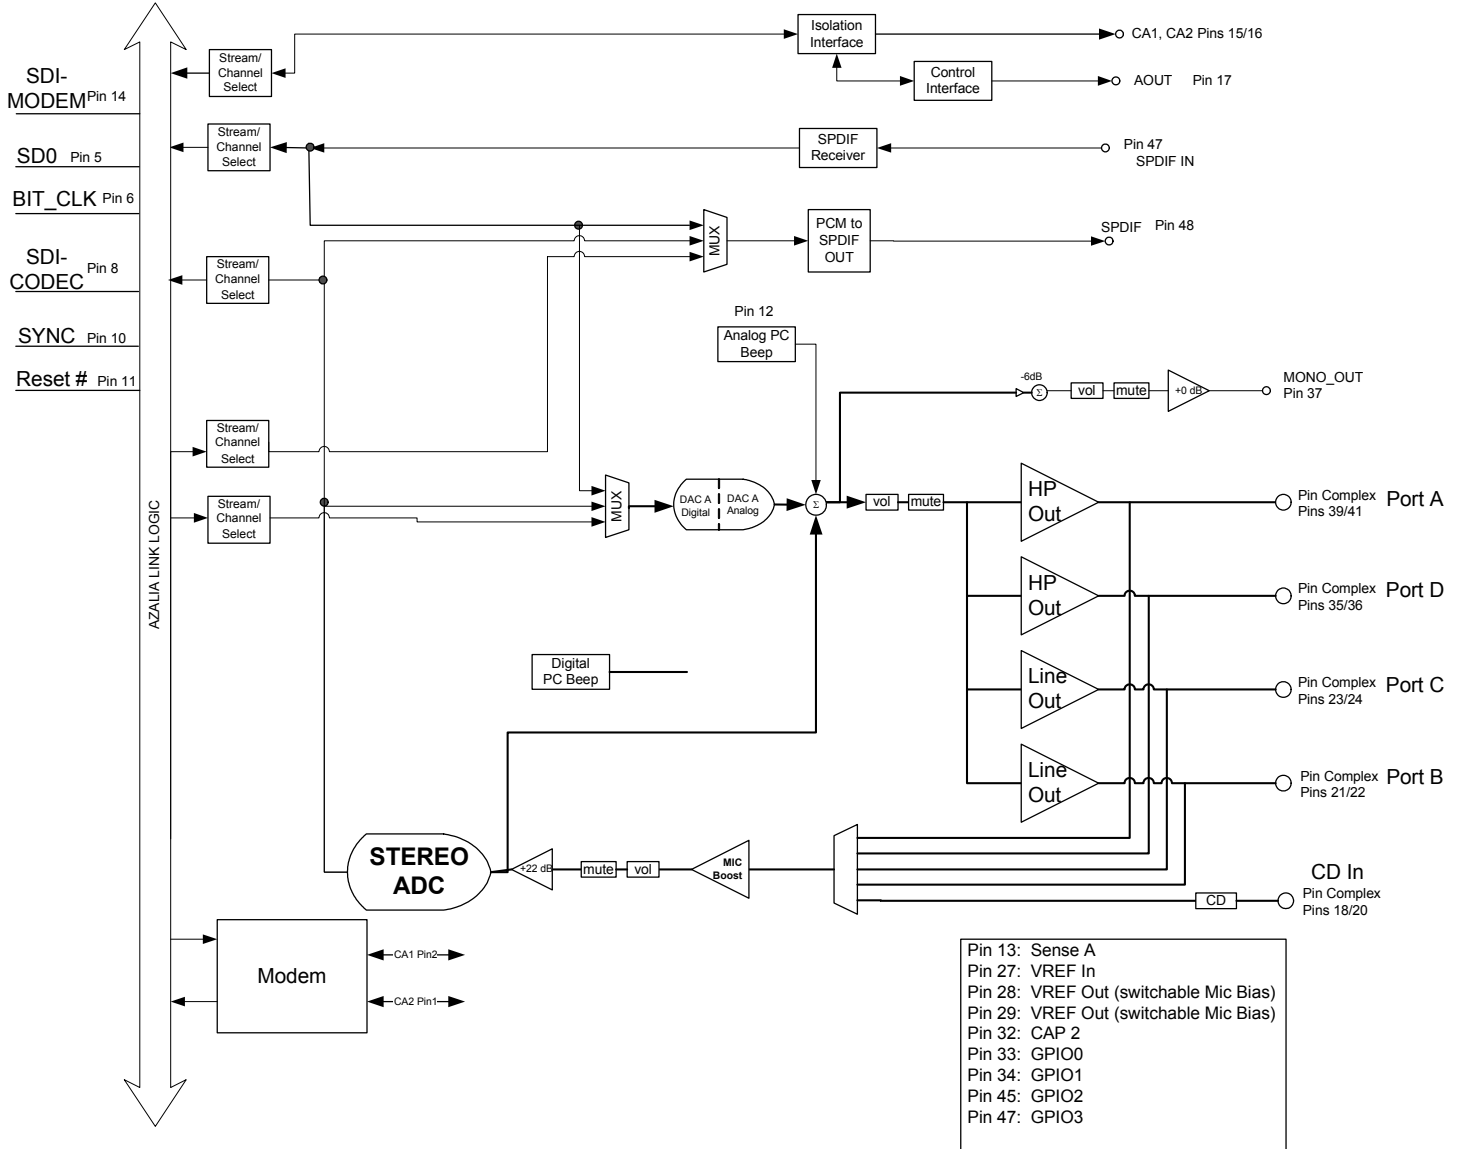 Isolation
Interface
CA1, CA2 Pins 15/16
Stream/
Channel
Select
Control
Interface
AOUT Pin 17
SDI-
MODEM Pin 14
Stream/
Channel
Select
SPDIF
Receiver
Pin 47
SPDIF IN
SD0 Pin 5
BIT_CLK Pin 6
MUX
PCM to
SPDIF
OUT
SPDIF Pin 48
SDI-
CODEC Pin 8
Stream/
Channel
Select
Pin 12
Analog PC
Beep
SYNC Pin 10
Reset # Pin 11
-6dB
Σ
vol
mute
+0 dB
MONO_OUT
Pin 37
Stream/
Channel
Select
Stream/
Channel
Select
MUX
DAC A
Digital
DAC A
Analog
Σ
vol
mute
HP
Out
Pin Complex
Pins 39/41
Port A
HP
Out
Pin Complex
Pins 35/36
Port D
AZALIA LINK LOGIC
Digital
PC Beep
Line
Out
Pin Complex
Pins 23/24
Port C
Line
Out
Pin Complex
Pins 21/22
Port B
STEREO
ADC
+22 dB
mute
vol
MIC
Boost
CD
CD In
Pin Complex
Pins 18/20
Modem
CA1 Pin2
CA2 Pin1
Pin 13: Sense A
Pin 27: VREF In
Pin 28: VREF Out (switchable Mic Bias)
Pin 29: VREF Out (switchable Mic Bias)
Pin 32: CAP 2
Pin 33: GPIO0
Pin 34: GPIO1
Pin 45: GPIO2
Pin 47: GPIO3